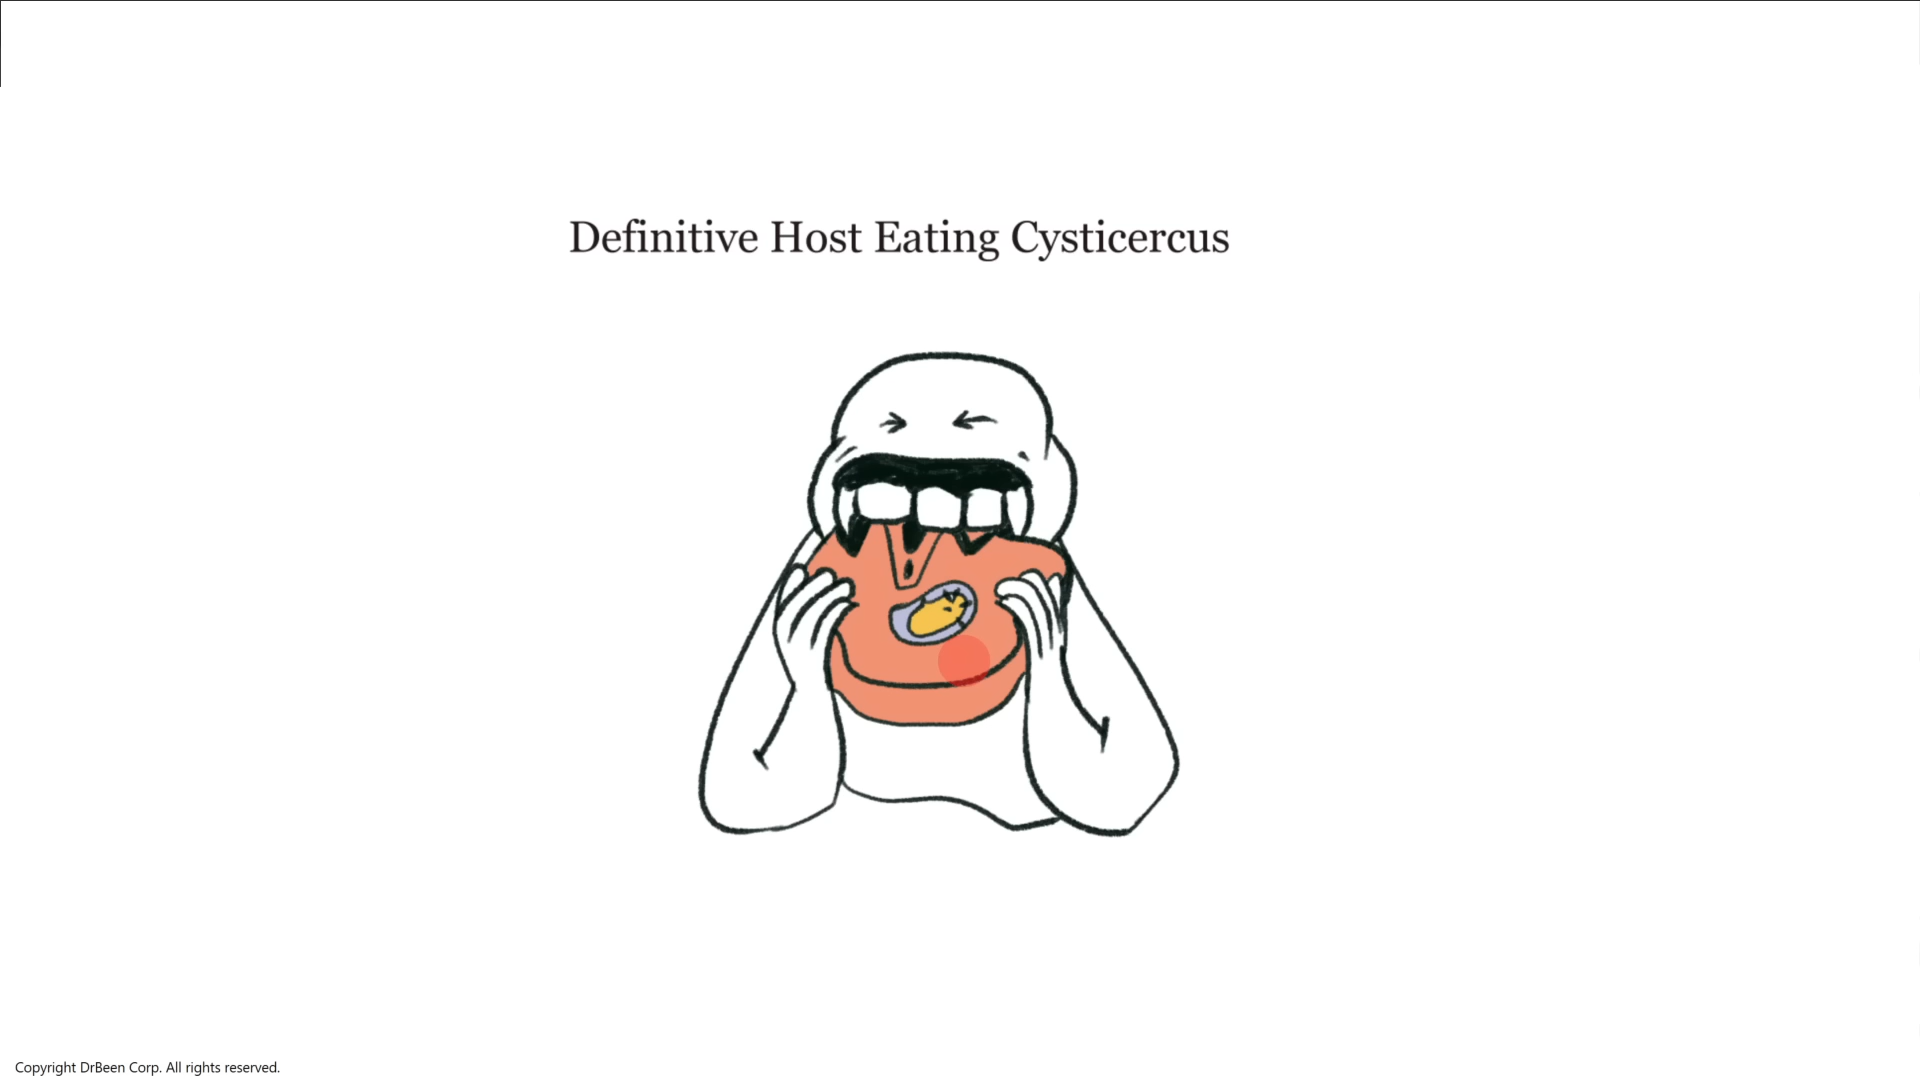 Definitive Host Eating Cysticercus
Copyright DrBeen Corp. All rights reserved.